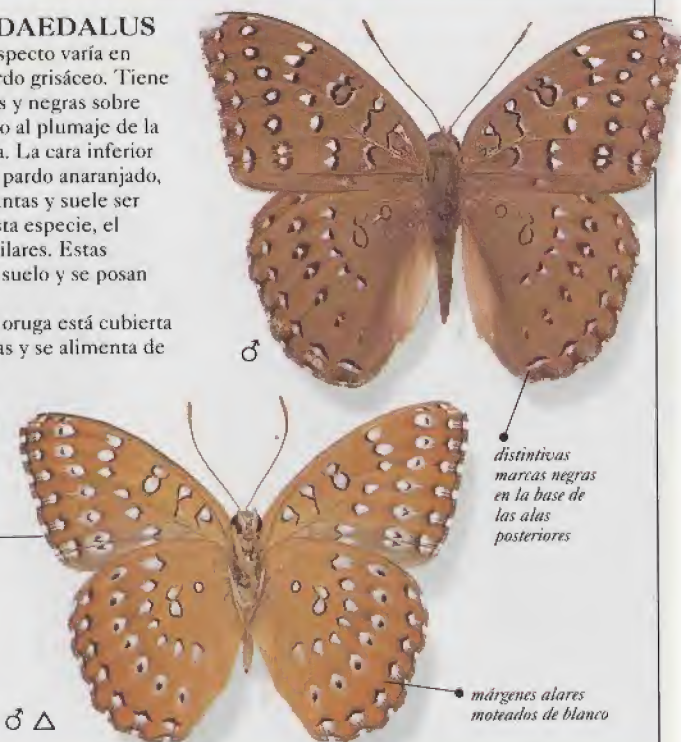 DAEDALUS
specto varía en
rdo grisáceo. Tiene
s y negras sobre
o al plumaje de la
a. La cara inferior
pardo anaranjado,
ntas y suele ser
sta especie, el
ilares. Estas
suelo y se posan
oruga está cubierta
as y se alimenta de
♂
distintivas
marcas negras
en la base de
las alas
posteriores
♂ △
márgenes alares
moteados de blanco